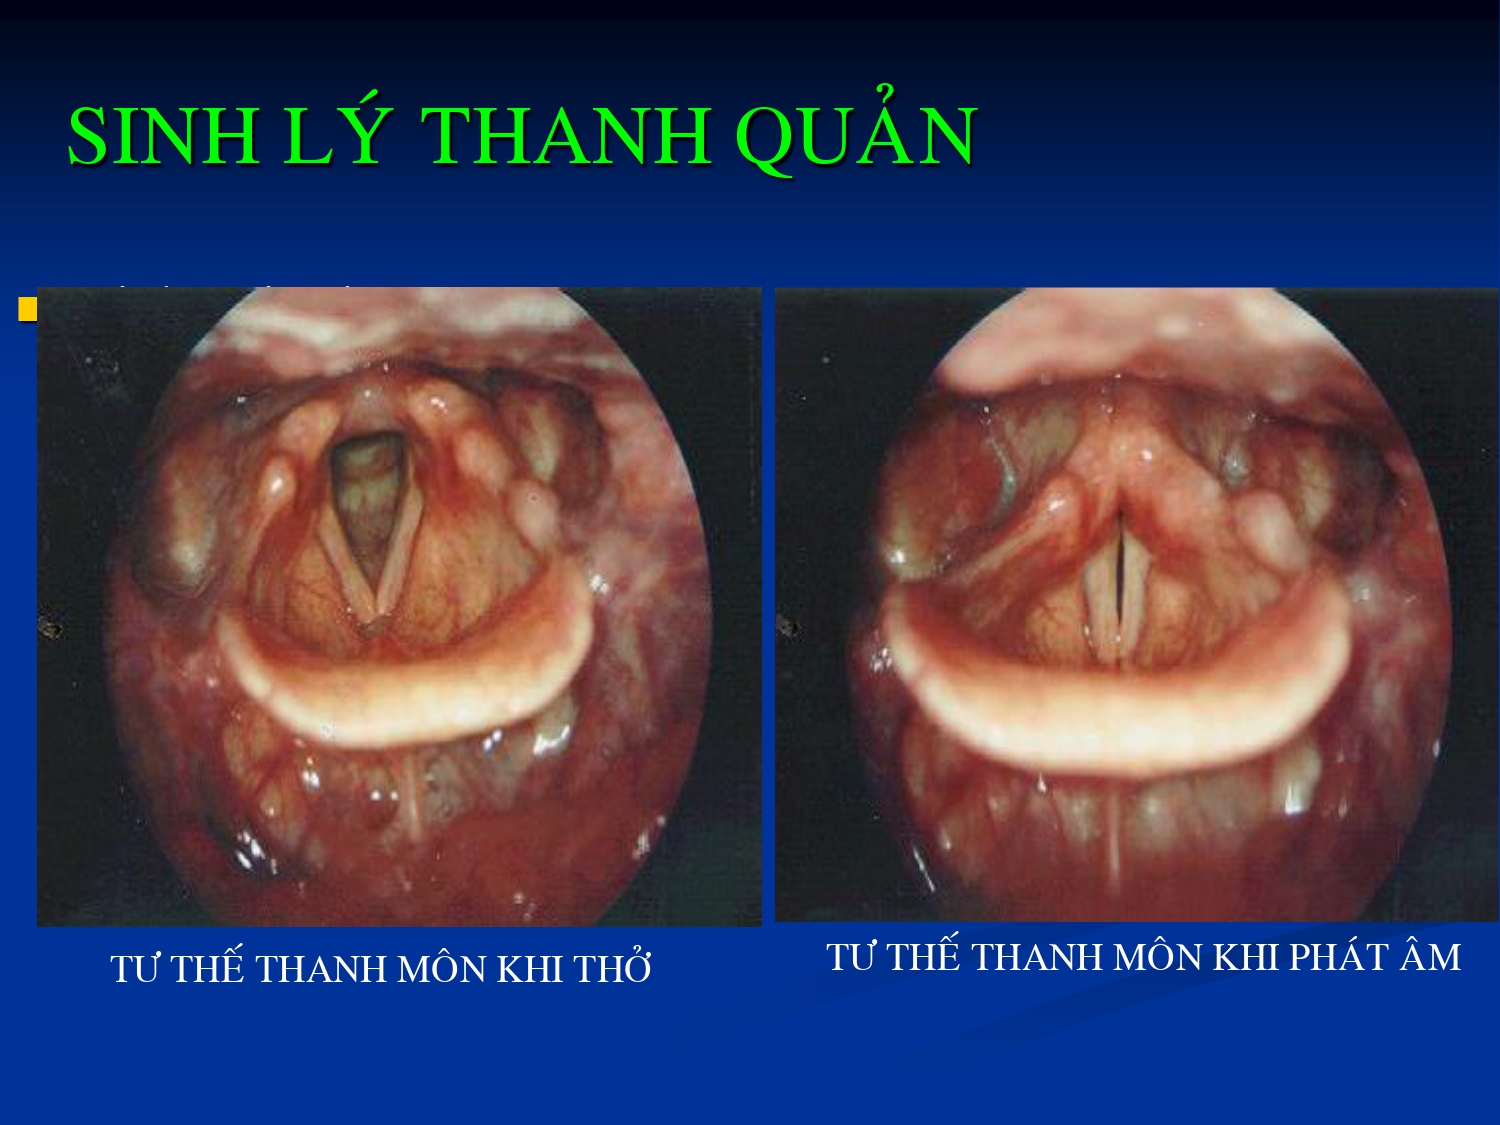 SINH LÝ THANH QUẢN
TƯ THẾ THANH MÔN KHI THỞ
TƯ THẾ THANH MÔN KHI PHÁT ÂM